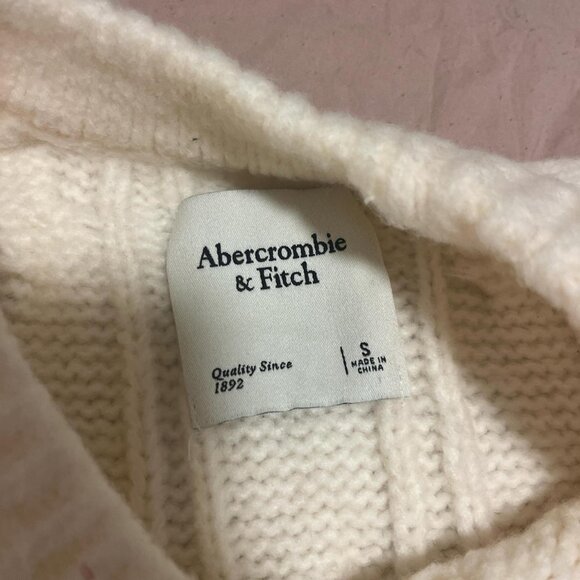 Abercrombie
& Fitch
Quality Since
1892
S
MADE IN
CHINA